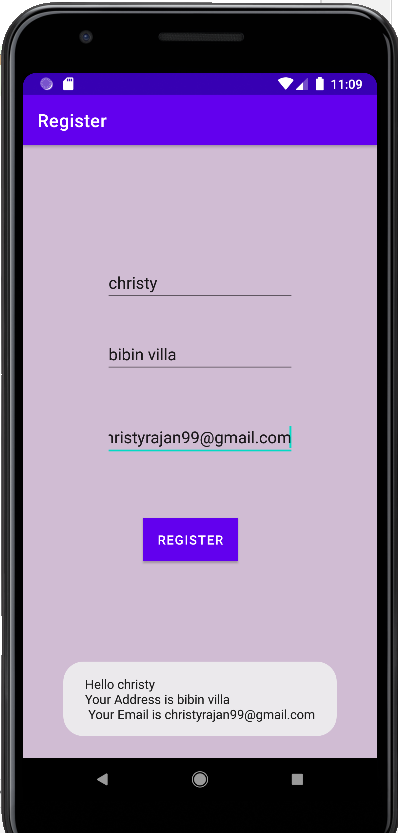 11:09
Register
christy
bibin villa
hristyrajan99@gmail.com
REGISTER
Hello christy
Your Address is bibin villa
Your Email is christyrajan99@gmail.com